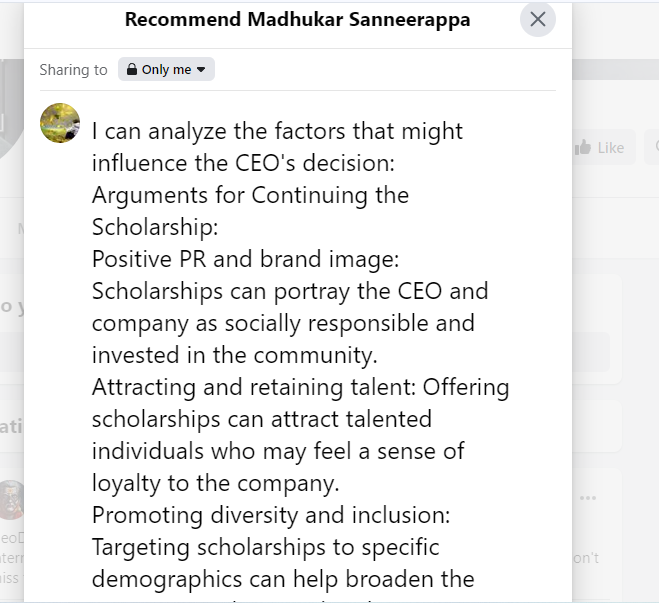 Recommend Madhukar Sanneerappa
Sharing to Only me
I can analyze the factors that might
influence the CEO's decision:
Arguments for Continuing the
Scholarship:
Positive PR and brand image:
Scholarships can portray the CEO and
company as socially responsible and
invested in the community.
Attracting and retaining talent: Offering
scholarships can attract talented
individuals who may feel a sense of
loyalty to the company.
Promoting diversity and inclusion:
Targeting scholarships to specific
demographics can help broaden the
Like
on't